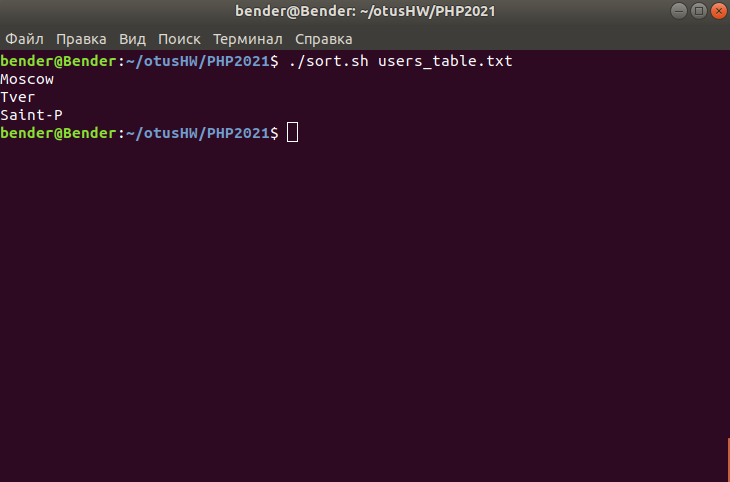 bender@Bender: ~/otusHW/PHP2021
Файл Правка Вид Поиск Терминал Справка
bender@Bender:~/otusHW/PHP2021$ ./sort.sh users_table.txt
Moscow
Tver
Saint-P
bender@Bender:~/otusHW/PHP2021$